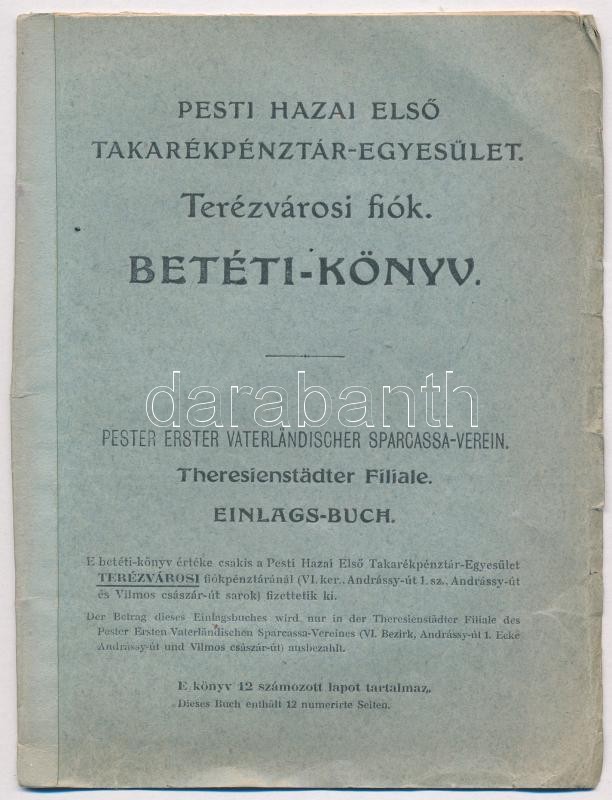 PESTI HAZAI ELSŐ
TAKARÉKPÉNZTÁR-EGYESÜLET.
Terézvárosi fiók.
BETÉTI-KÖNYV.
darabanth
PESTER ERSTER VATERLÄNDISCHER SPARCASSA-VEREIN.
Theresienstädter Filiale.
EINLAGS-BUCH.
E betéti-könyv értéke csakis a Pesti Hazai Első Takarékpénztár-Egyesület
TERÉZVÁROSI fiókpénztáránál (VI. ker., Andrássy-út 1. sz., Andrássy-út
és Vilmos császár-út sarok) fizettetik ki.
Der Betrag dieses Einlagsbuches wird nur in der Theresienstädter Filiale des
Pester Ersten Vaterländischen Sparcassa-Vereines (VI. Bezirk, Andrássy-út 1. Ecke
Andrássy-út und Vilmos császár-út) ausbezahlt.
E könyv 12 számozott lapot tartalmaz.
Dieses Buch enthält 12 numerirte Seiten.